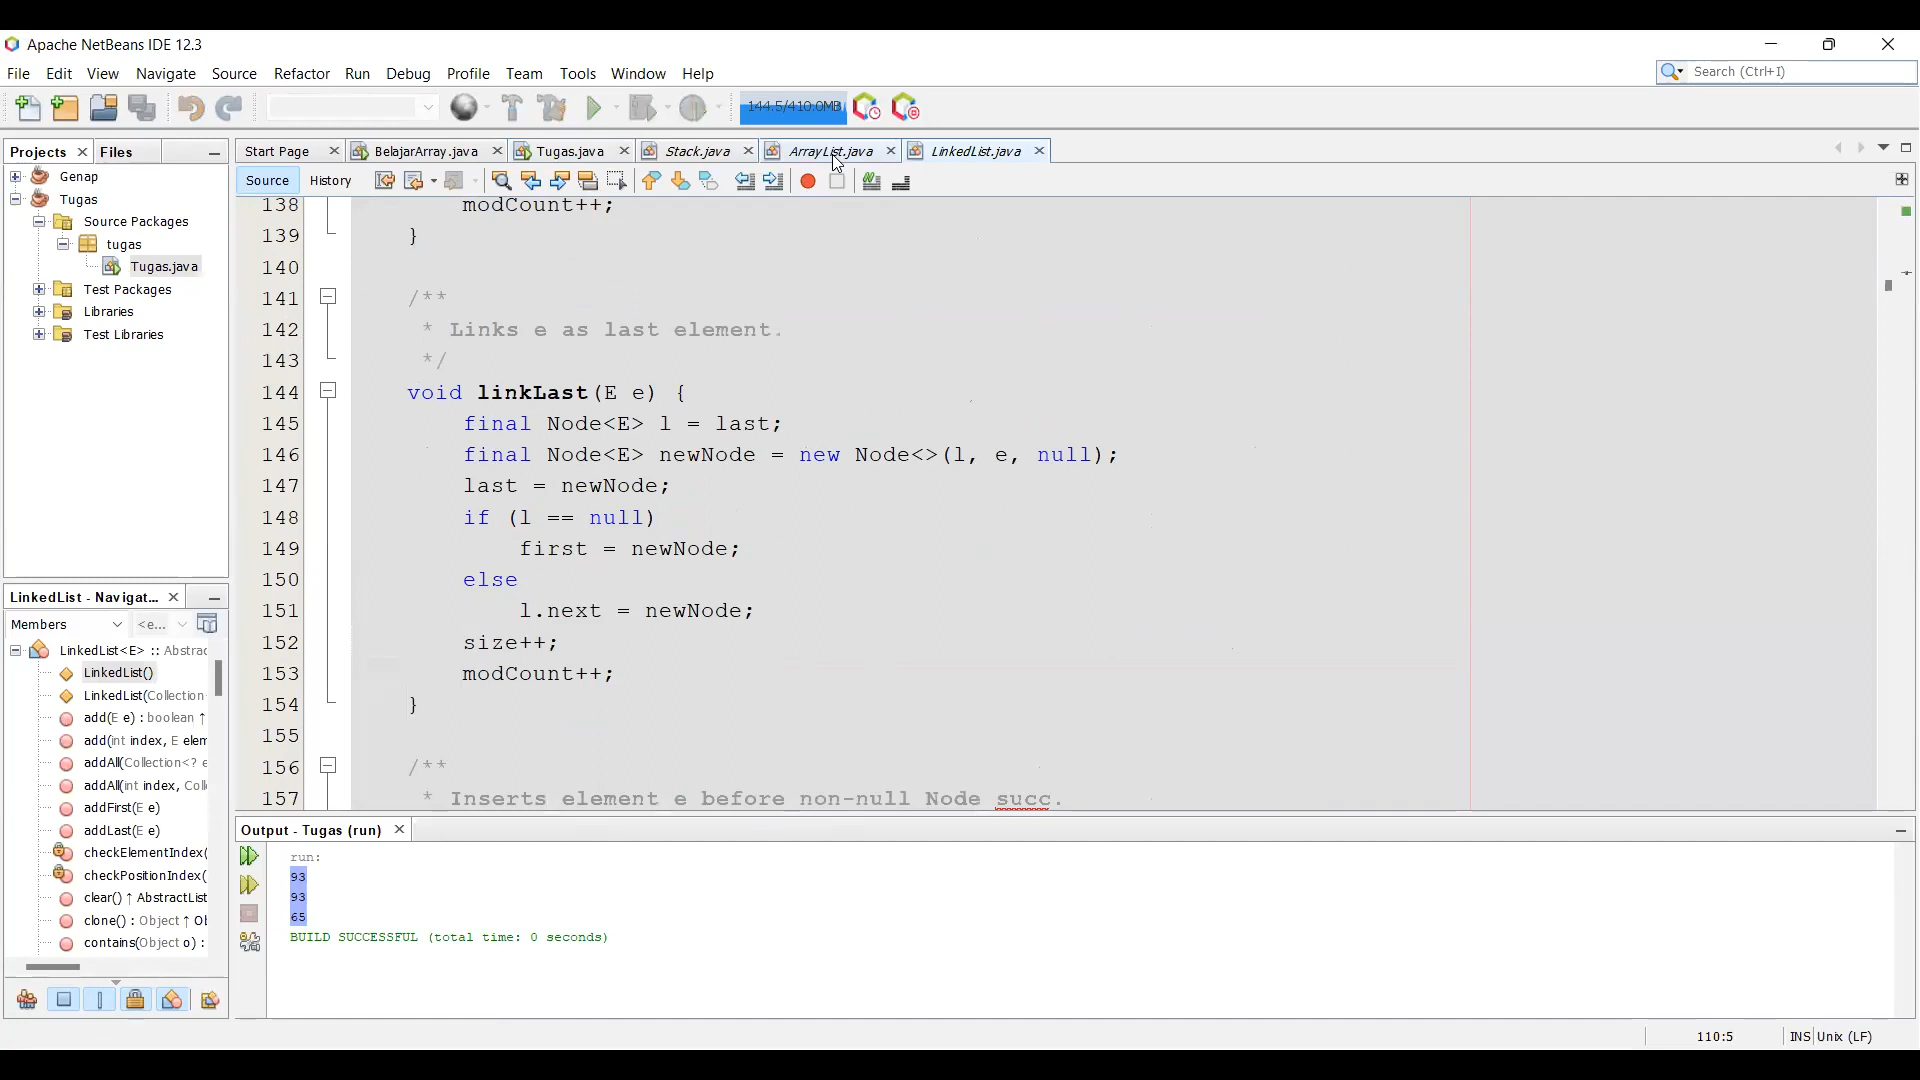 Apache NetBeans IDE 12.3
File Edit View Navigate Source Refactor Run Debug Profile Team Tools Window Help
Search (Ctrl+I)
144.5/410.0MB
Projects Files
Start Page BelajarArray.java Tugas.java Stack.java ArrayList.java LinkedList.java
Source History
Genap
Tugas
Source Packages
tugas
Tugas.java
Test Packages
Libraries
Test Libraries
138 modCount++;
139 }
140
141 /**
142 * Links e as last element.
143 */
144 void linkLast(E e) {
145 final Node<E> l = last;
146 final Node<E> newNode = new Node<>(l, e, null);
147 last = newNode;
148 if (l == null)
149 first = newNode;
150 else
151 l.next = newNode;
152 size++;
153 modCount++;
154 }
155
156 /**
157 * Inserts element e before non-null Node succ.
LinkedList - Navigat...
Members <e...
LinkedList<E> :: Abstrac
LinkedList()
LinkedList(Collection
add(E e) : boolean ↑
add(int index, E elem
addAll(Collection<? e
addAll(int index, Coll
addFirst(E e)
addLast(E e)
checkElementIndex(
checkPositionIndex(
clear() ↑ AbstractList
clone() : Object ↑ Ob
contains(Object o) :
Output - Tugas (run)
run:
93
93
65
BUILD SUCCESSFUL (total time: 0 seconds)
110:5 INS Unix (LF)